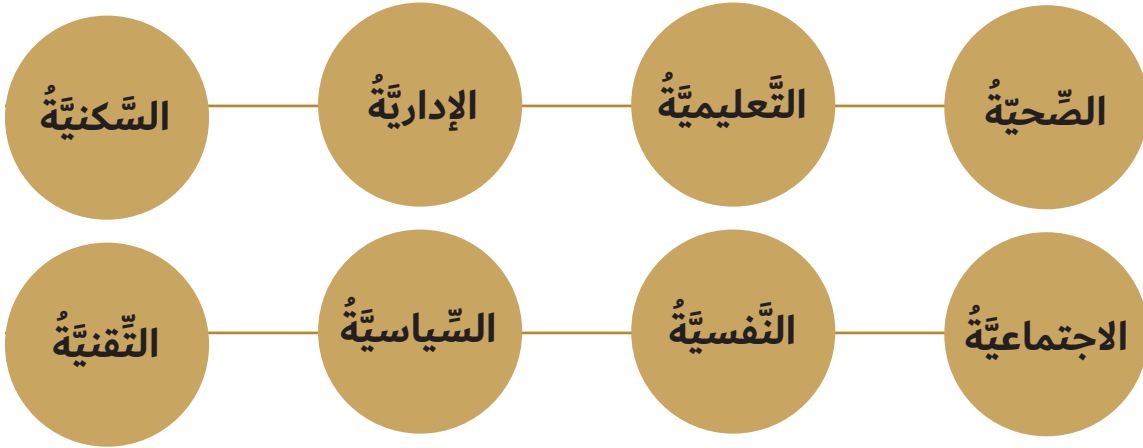 الصِّحيّةُ
التَّعليميَّةُ
الإداريَّةُ
السَّكنيَّةُ
الاجتماعيَّةُ
النَّفسيَّةُ
السِّياسيَّةُ
التِّقنيَّةُ